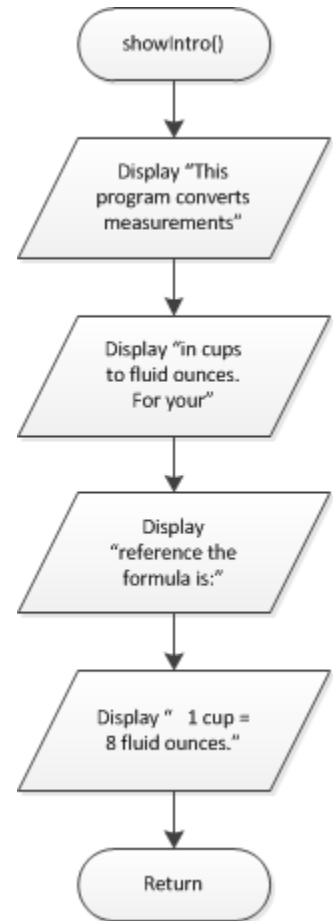 showIntro()
Display “This
program converts
measurements”
Display “in cups
to fluid ounces.
For your”
Display
“reference the
formula is:”
Display “   1 cup =
8 fluid ounces.”
Return